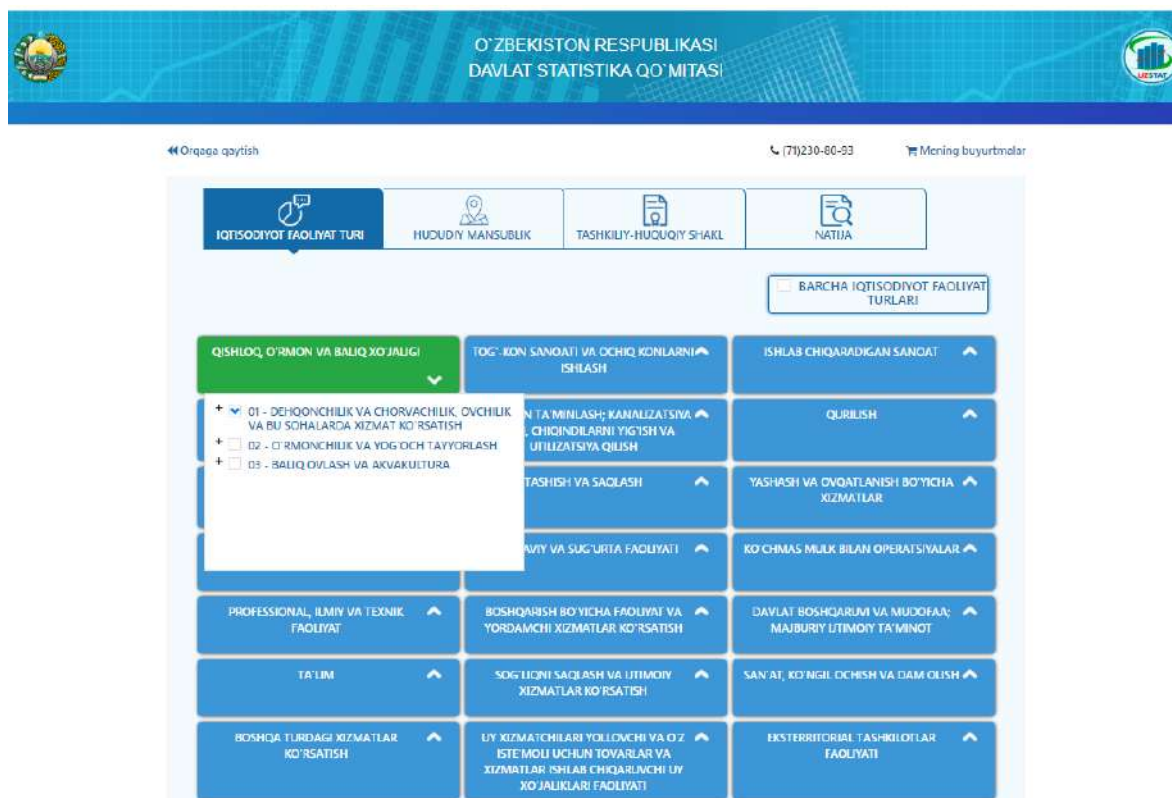 O`ZBEKISTON RESPUBLIKASI
DAVLAT STATISTIKA QO`MITASI
UZSTAT
Orqaga qaytish
(71)230-80-93
Mening buyurtmalar
IQTISODIYOT FAOLIYAT TURI
HUDUDIY MANSUBLIK
TASHKILIY-HUQUQIY SHAKL
NATIJA
BARCHA IQTISODIYOT FAOLIYAT
TURLARI
QISHLOQ, O'RMON VA BALIQ XO'JALIGI
TOG`-KON SANOATI VA OCHIQ KONLARNI
ISHLASH
ISHLAB CHIQARADIGAN SANOAT
+ 01 - DEHQONCHILIK VA CHORVACHILIK, OVCHILIK
VA BU SOHALARDA XIZMAT KO'RSATISH
+ 02 - O'RMONCHILIK VA YOG'OCH TAYYORLASH
+ 03 - BALIQ OVLASH VA AKVAKULTURA
N TA'MINLASH; KANALIZATSIYA
, CHIQINDILARNI YIG'ISH VA
UTILIZATSIYA QILISH
QURILISH
TASHISH VA SAQLASH
YASHASH VA OVQATLANISH BO'YICHA
XIZMATLAR
AVIY VA SUG'URTA FAOLIYATI
KO'CHMAS MULK BILAN OPERATSIYALAR
PROFESSIONAL, ILMIY VA TEXNIK
FAOLIYAT
BOSHQARISH BO'YICHA FAOLIYAT VA
YORDAMCHI XIZMATLAR KO'RSATISH
DAVLAT BOSHQARUVI VA MUDOFAA;
MAJBURIY IJTIMOIY TA'MINOT
TA'LIM
SOG'LIQNI SAQLASH VA IJTIMOIY
XIZMATLAR KO'RSATISH
SAN'AT, KO'NGIL OCHISH VA DAM OLISH
BOSHQA TURDAGI XIZMATLAR
KO'RSATISH
UY XIZMATCHILARI YOLLOVCHI VA O'Z
ISTE'MOLI UCHUN TOVARLAR VA
XIZMATLAR ISHLAB CHIQARUVCHI UY
XO'JALIKLARI FAOLIYATI
EKSTERRITORIAL TASHKILOTLAR
FAOLIYATI